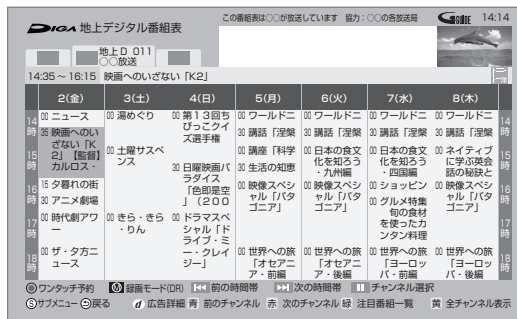 DIGA 地上デジタル番組表
この番組表は○○が放送しています 協力：○○の各放送局
GGUIDE 14:14
地上D 011
○○放送
14:35～16:15 映画へのいざない「K2」
2(金) 3(土) 4(日) 5(月) 6(火) 7(水) 8(木)
14時
15時
16時
17時
18時
00 ニュース
35 映画へのい
ざない「K
2」【監督】
カルロス・
15 夕暮れの街
30 アニメ劇場
00 時代劇アワ
ー
00 ザ・夕方ニ
ュース
00 湯めぐり
00 土曜サスペ
ンス
00 きら・きら
・りん
00 第13回ち
びっこクイ
ズ選手権
30 日曜映画パ
ラダイス
「色即是空
」（200
00 ドラマスペ
シャル「ド
ライブ・ミ
ー・クレイ
ジー」
00 ワールドニ
30 講話「涅槃
00 講座「科学
30 生活の知恵
00 映像スペシ
ャル「パタ
ゴニア」
00 世界への旅
「オセアニ
ア・前編
00 ワールドニ
30 講話「涅槃
00 日本の食文
化を知ろう
・九州編
00 映像スペシ
ャル「パタ
ゴニア」
00 世界への旅
「オセアニ
ア・後編
00 ワールドニ
30 講話「涅槃
00 日本の食文
化を知ろう
・四国編
00 ショッピン
00 グルメ特集
旬の食材
を使ったカ
ンタン料理
00 世界への旅
「ヨーロッ
パ・前編
00 ワールドニ
30 講話「涅槃
00 ネイティブ
に学ぶ英会
話の秘訣と
00 映像スペシ
ャル「パタ
ゴニア」
00 世界への旅
「ヨーロッ
パ・後編
ワンタッチ予約 M 録画モード(DR) 前の時間帯 次の時間帯 チャンネル選択
S サブメニュー 戻る d 広告詳細 青 前のチャンネル 赤 次のチャンネル 緑 注目番組一覧 黄 全チャンネル表示